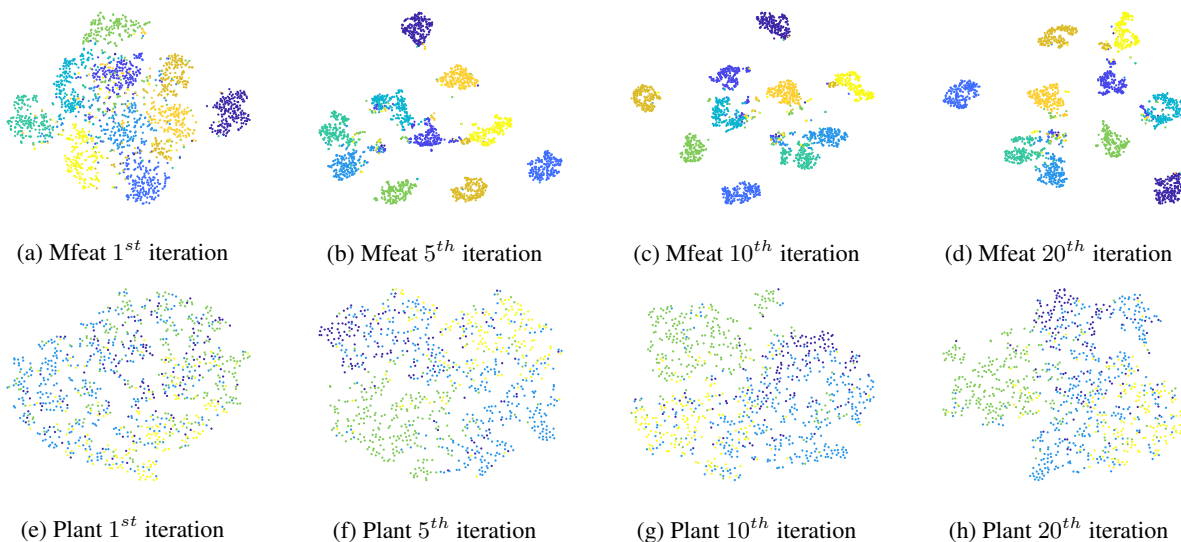 (a) Mfeat 1st iteration
(b) Mfeat 5th iteration
(c) Mfeat 10th iteration
(d) Mfeat 20th iteration
(e) Plant 1st iteration
(f) Plant 5th iteration
(g) Plant 10th iteration
(h) Plant 20th iteration